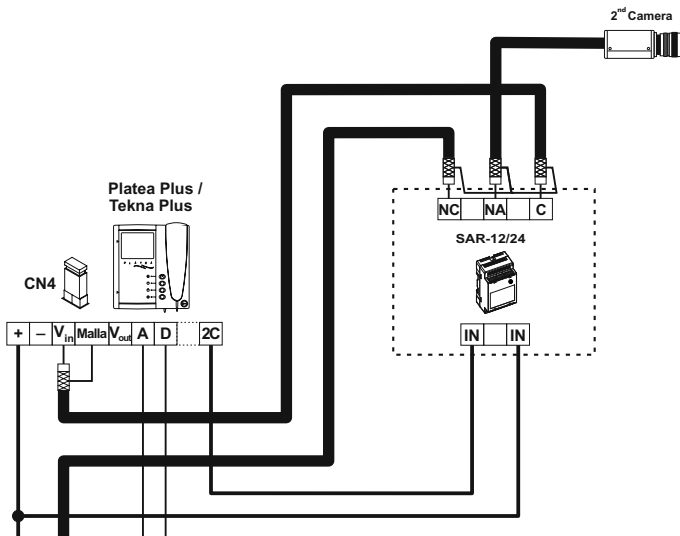 2nd Camera
Platea Plus /
Tekna Plus
NC NA C
SAR-12/24
CN4
+ – Vin Malla Vout A D 2C
IN IN